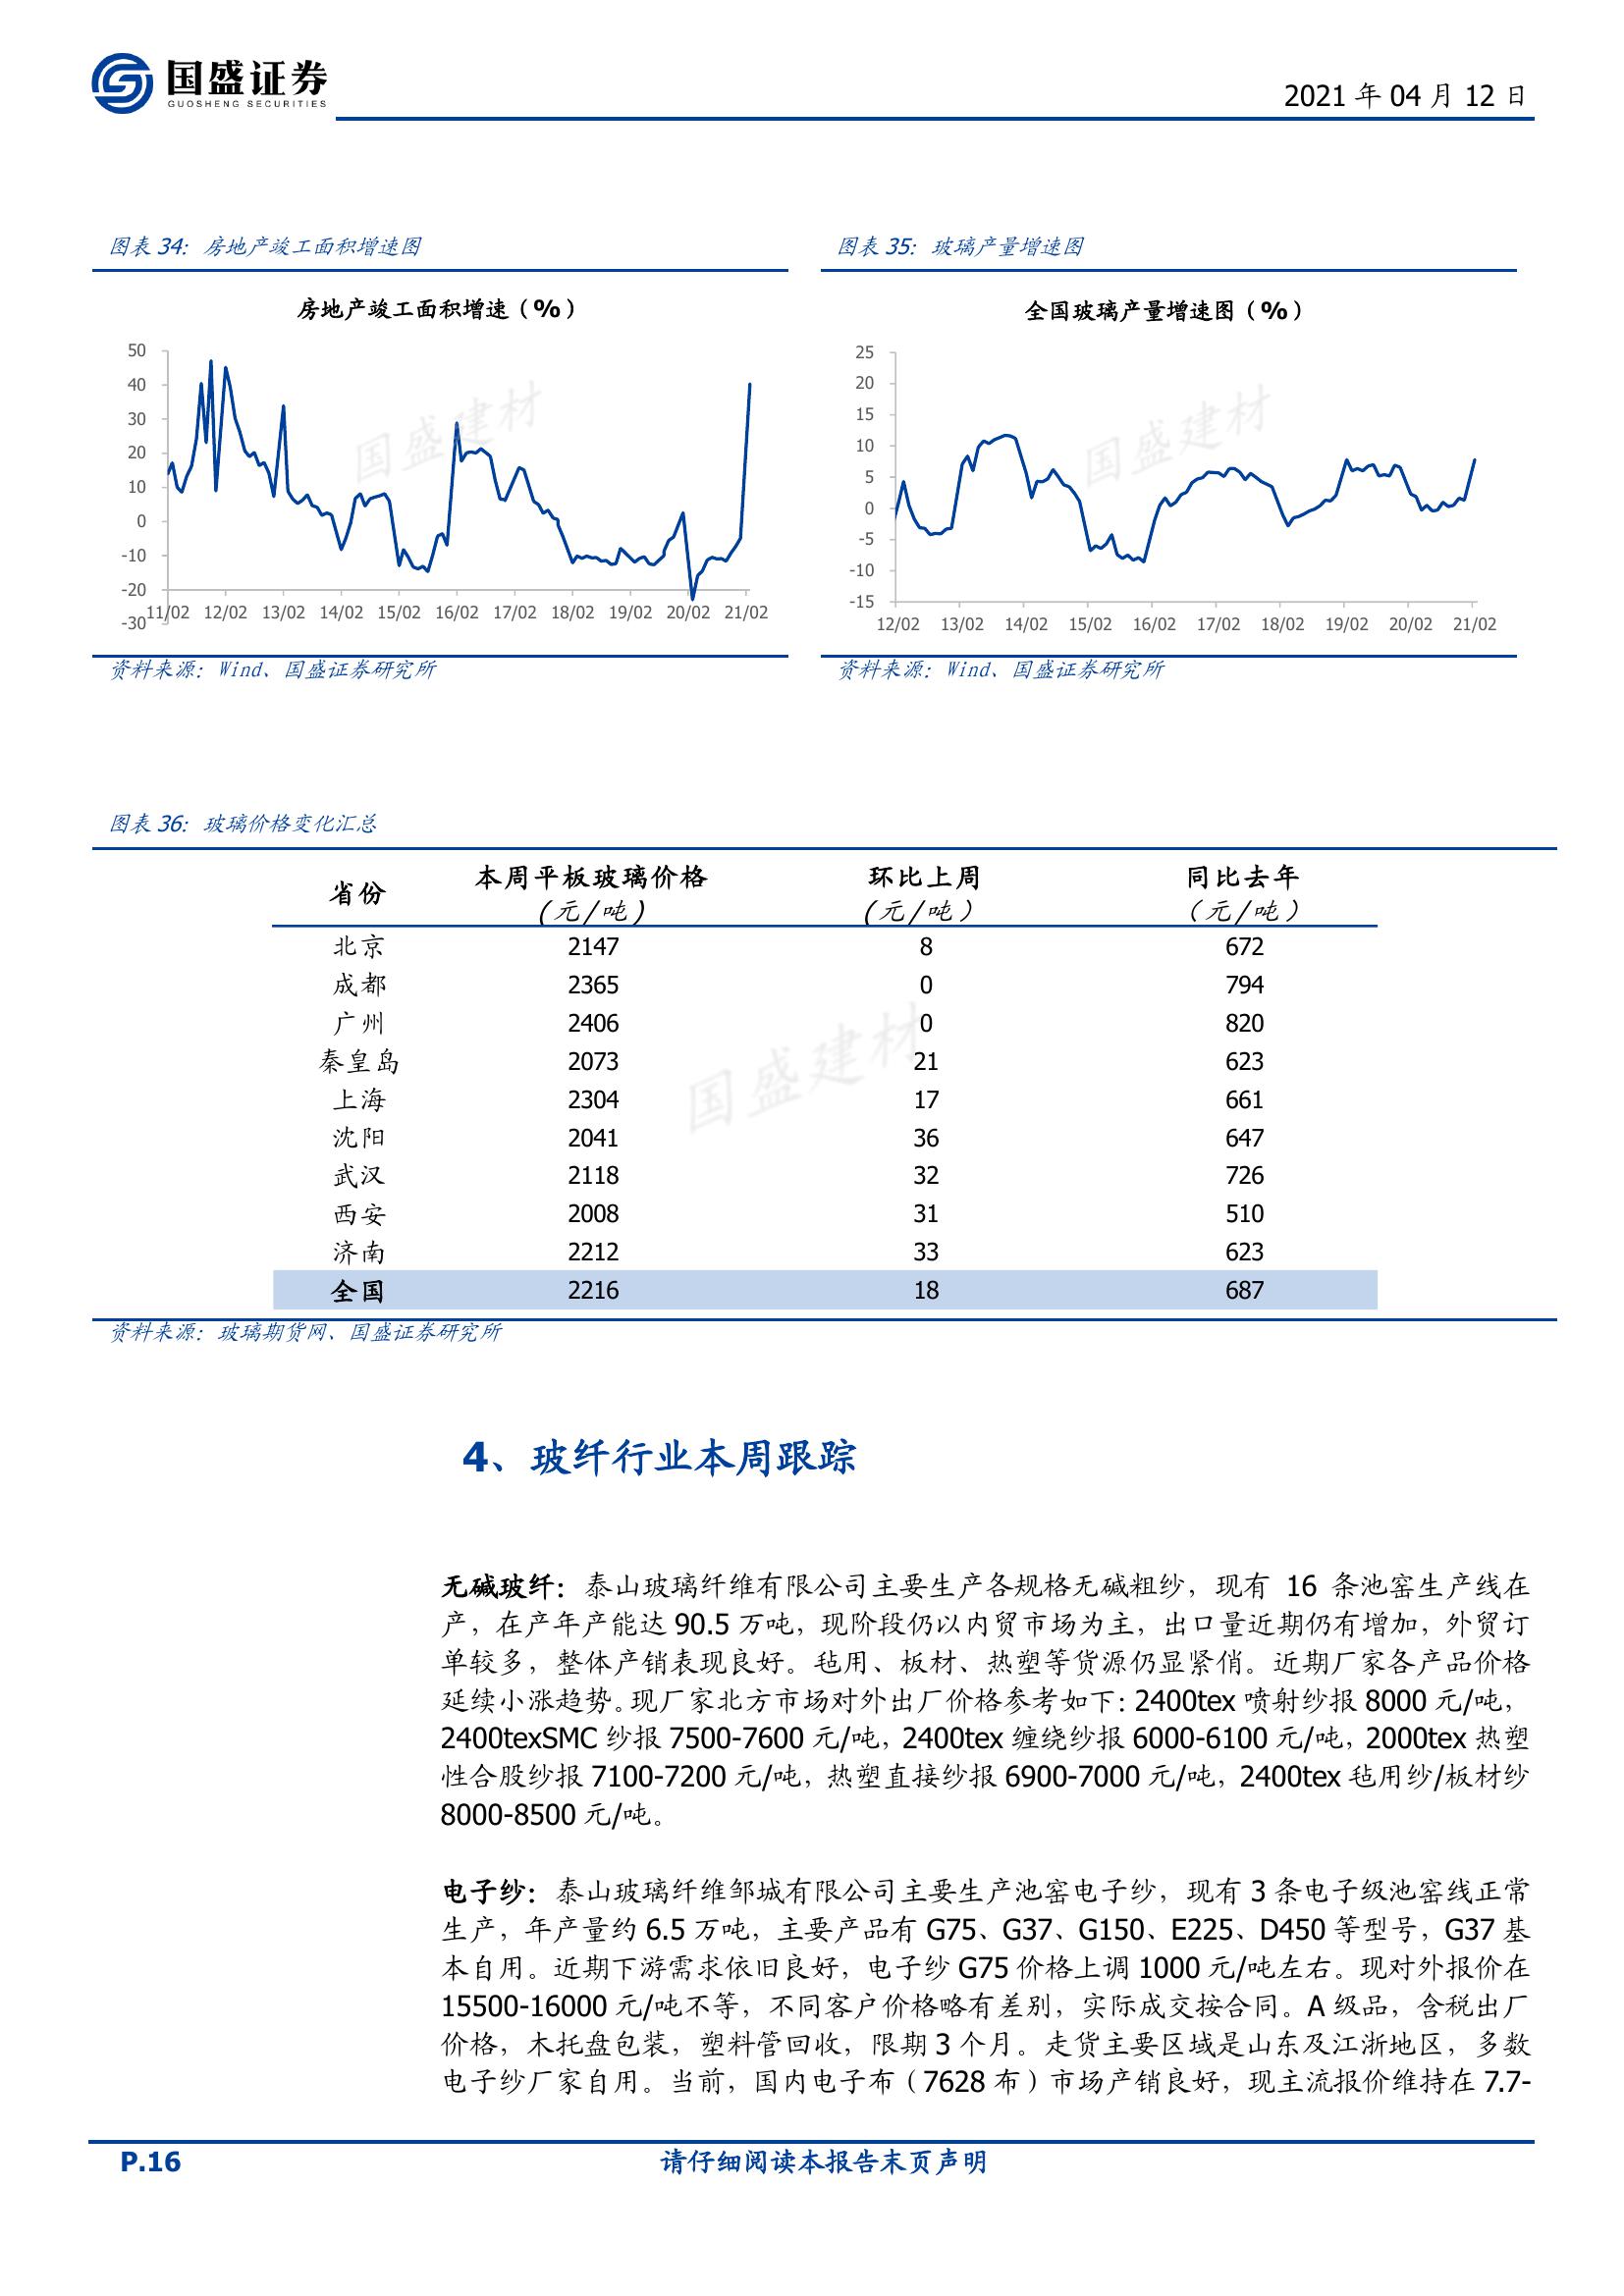 国盛证券
GUOSHENG SECURITIES
2021 年 04 月 12 日
图表 34：房地产竣工面积增速图
房地产竣工面积增速（%）
50
40
30
20
10
0
-10
-20
-30
11/02 12/02 13/02 14/02 15/02 16/02 17/02 18/02 19/02 20/02 21/02
国盛建材
资料来源：Wind、国盛证券研究所
图表 35：玻璃产量增速图
全国玻璃产量增速图（%）
25
20
15
10
5
0
-5
-10
-15
12/02 13/02 14/02 15/02 16/02 17/02 18/02 19/02 20/02 21/02
国盛建材
资料来源：Wind、国盛证券研究所
图表 36：玻璃价格变化汇总
省份 本周平板玻璃价格 环比上周 同比去年
(元/吨) (元/吨） （元/吨）
北京 2147 8 672
成都 2365 0 794
广州 2406 0 820
秦皇岛 2073 21 623
上海 2304 17 661
沈阳 2041 36 647
武汉 2118 32 726
西安 2008 31 510
济南 2212 33 623
全国 2216 18 687
国盛建材
资料来源：玻璃期货网、国盛证券研究所
4、玻纤行业本周跟踪
无碱玻纤：泰山玻璃纤维有限公司主要生产各规格无碱粗纱，现有 16 条池窑生产线在
产，在产年产能达 90.5 万吨，现阶段仍以内贸市场为主，出口量近期仍有增加，外贸订
单较多，整体产销表现良好。毡用、板材、热塑等货源仍显紧俏。近期厂家各产品价格
延续小涨趋势。现厂家北方市场对外出厂价格参考如下：2400tex 喷射纱报 8000 元/吨，
2400texSMC 纱报 7500-7600 元/吨，2400tex 缠绕纱报 6000-6100 元/吨，2000tex 热塑
性合股纱报 7100-7200 元/吨，热塑直接纱报 6900-7000 元/吨，2400tex 毡用纱/板材纱
8000-8500 元/吨。
电子纱：泰山玻璃纤维邹城有限公司主要生产池窑电子纱，现有 3 条电子级池窑线正常
生产，年产量约 6.5 万吨，主要产品有 G75、G37、G150、E225、D450 等型号，G37 基
本自用。近期下游需求依旧良好，电子纱 G75 价格上调 1000 元/吨左右。现对外报价在
15500-16000 元/吨不等，不同客户价格略有差别，实际成交按合同。A 级品，含税出厂
价格，木托盘包装，塑料管回收，限期 3 个月。走货主要区域是山东及江浙地区，多数
电子纱厂家自用。当前，国内电子布（7628 布）市场产销良好，现主流报价维持在 7.7-
P.16
请仔细阅读本报告末页声明